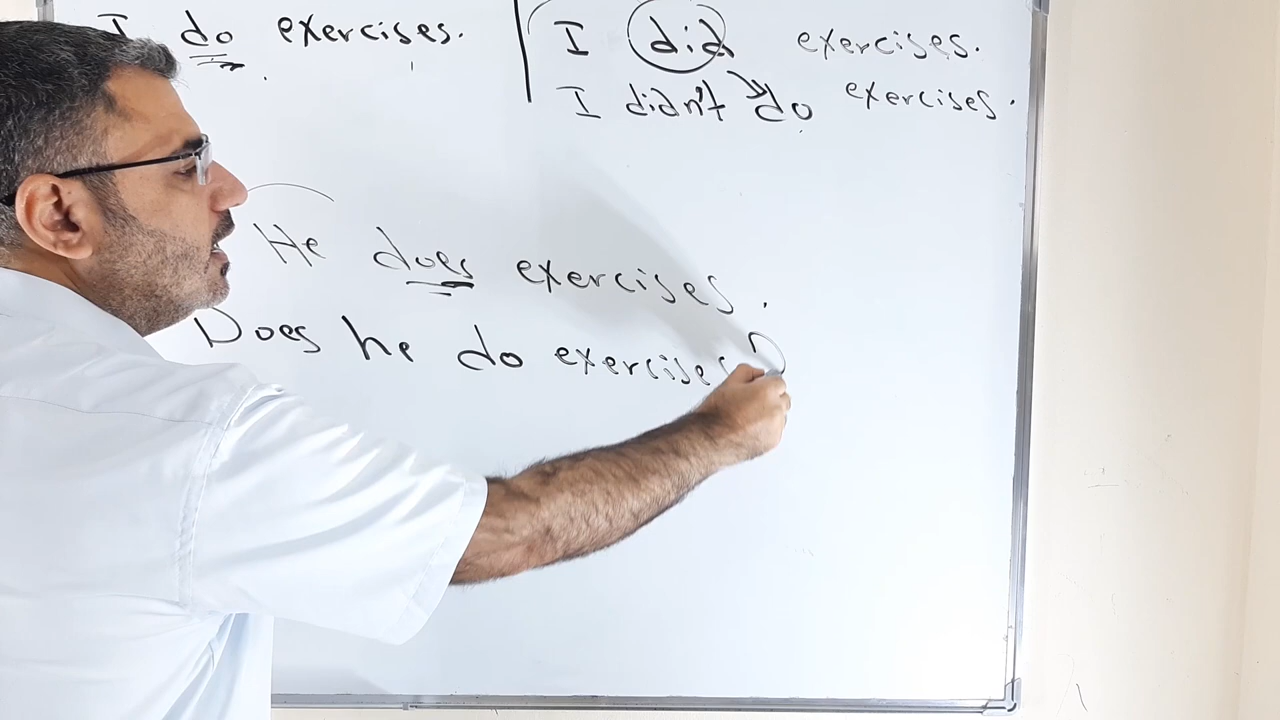 I do exercises.
I did exercises.
I didn't do exercises.
He does exercises.
Does he do exercises?